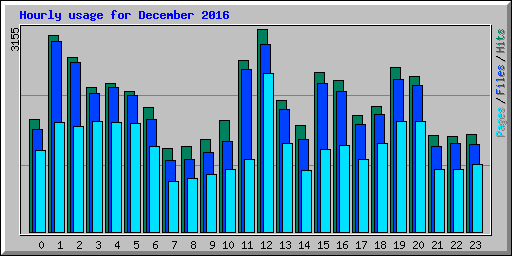 Hourly usage for December 2016
3155
Pages/Files/Hits
0 1 2 3 4 5 6 7 8 9 10 11 12 13 14 15 16 17 18 19 20 21 22 23